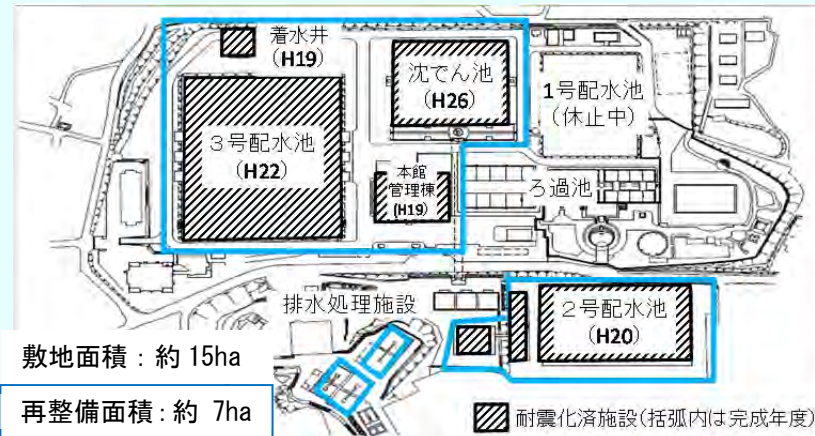 着水井
(H19)
沈でん池
(H26)
1号配水池
(休止中)
3号配水池
(H22)
本館
管理棟
(H19)
ろ過池
排水処理施設
2号配水池
(H20)
敷地面積：約 15ha
再整備面積：約 7ha
耐震化済施設(括弧内は完成年度)